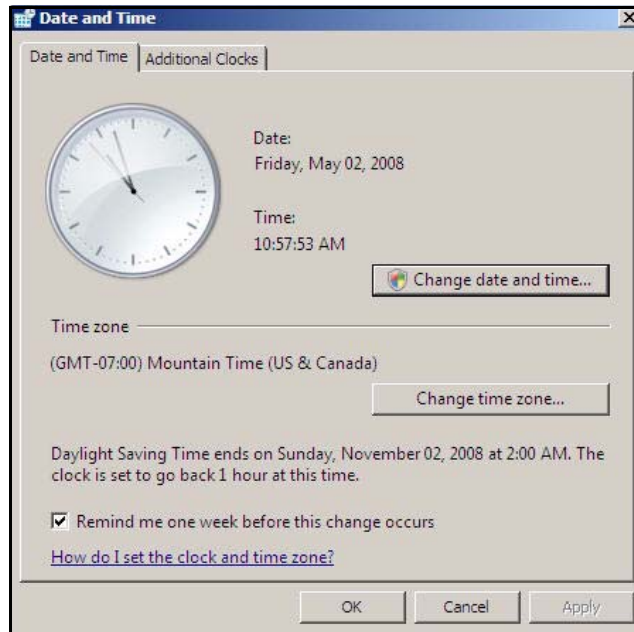 Date and Time
Date and Time
Additional Clocks
Date:
Friday, May 02, 2008
Time:
10:57:53 AM
Change date and time...
Time zone
(GMT-07:00) Mountain Time (US & Canada)
Change time zone...
Daylight Saving Time ends on Sunday, November 02, 2008 at 2:00 AM. The
clock is set to go back 1 hour at this time.
Remind me one week before this change occurs
How do I set the clock and time zone?
OK
Cancel
Apply